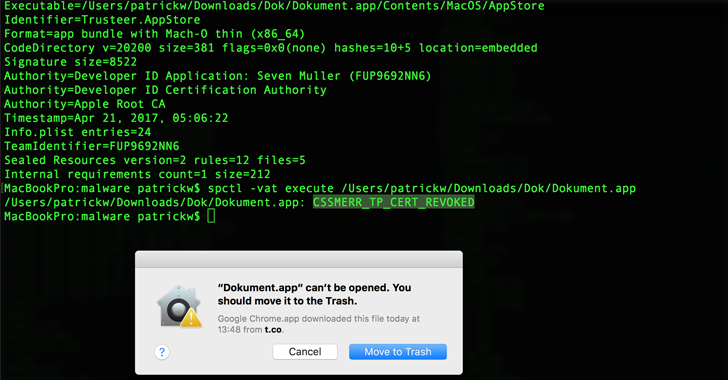 Executable=/Users/patrickw/Downloads/Dok/Dokument.app/Contents/MacOS/AppStore
Identifier=Trusteer.AppStore
Format=app bundle with Mach-O thin (x86_64)
CodeDirectory v=20200 size=381 flags=0x0(none) hashes=10+5 location=embedded
Signature size=8522
Authority=Developer ID Application: Seven Muller (FUP9692NN6)
Authority=Developer ID Certification Authority
Authority=Apple Root CA
Timestamp=Apr 21, 2017, 05:06:22
Info.plist entries=24
TeamIdentifier=FUP9692NN6
Sealed Resources version=2 rules=12 files=5
Internal requirements count=1 size=212
MacBookPro:malware patrickw$ spctl -vat execute /Users/patrickw/Downloads/Dok/Dokument.app
/Users/patrickw/Downloads/Dok/Dokument.app: CSSMERR_TP_CERT_REVOKED
MacBookPro:malware patrickw$
“Dokument.app” can’t be opened. You
should move it to the Trash.
Google Chrome.app downloaded this file today at
13:48 from t.co.
?
Cancel
Move to Trash